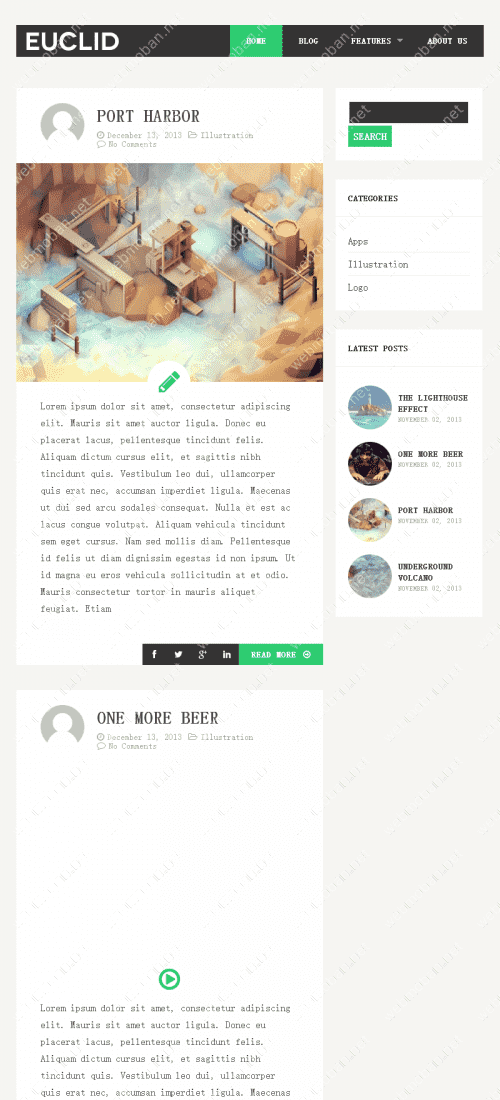 EUCLID
HOME BLOG FEATURES ABOUT US
PORT HARBOR
December 13, 2013 Illustration
No Comments
Lorem ipsum dolor sit amet, consectetur adipiscing
elit. Mauris sit amet auctor ligula. Donec eu
placerat lacus, pellentesque tincidunt felis.
Aliquam dictum cursus elit, et sagittis nibh
tincidunt quis. Vestibulum leo dui, ullamcorper
quis erat nec, accumsan imperdiet ligula. Maecenas
ut dui sed arcu sodales consequat. Nulla et est ac
lacus congue volutpat. Aliquam vehicula tincidunt
sem eget cursus. Nam sed mollis diam. Pellentesque
id felis ut diam dignissim egestas id non ipsum. Ut
id magna eu eros vehicula sollicitudin at et odio.
Mauris consectetur tortor in mauris aliquet
feugiat. Etiam
READ MORE
ONE MORE BEER
December 13, 2013 Illustration
No Comments
Lorem ipsum dolor sit amet, consectetur adipiscing
elit. Mauris sit amet auctor ligula. Donec eu
placerat lacus, pellentesque tincidunt felis.
Aliquam dictum cursus elit, et sagittis nibh
tincidunt quis. Vestibulum leo dui, ullamcorper
quis erat nec, accumsan imperdiet ligula. Maecenas
SEARCH
CATEGORIES
Apps
Illustration
Logo
LATEST POSTS
THE LIGHTHOUSE
EFFECT
NOVEMBER 02, 2013
ONE MORE BEER
NOVEMBER 02, 2013
PORT HARBOR
NOVEMBER 02, 2013
UNDERGROUND
VOLCANO
NOVEMBER 02, 2013